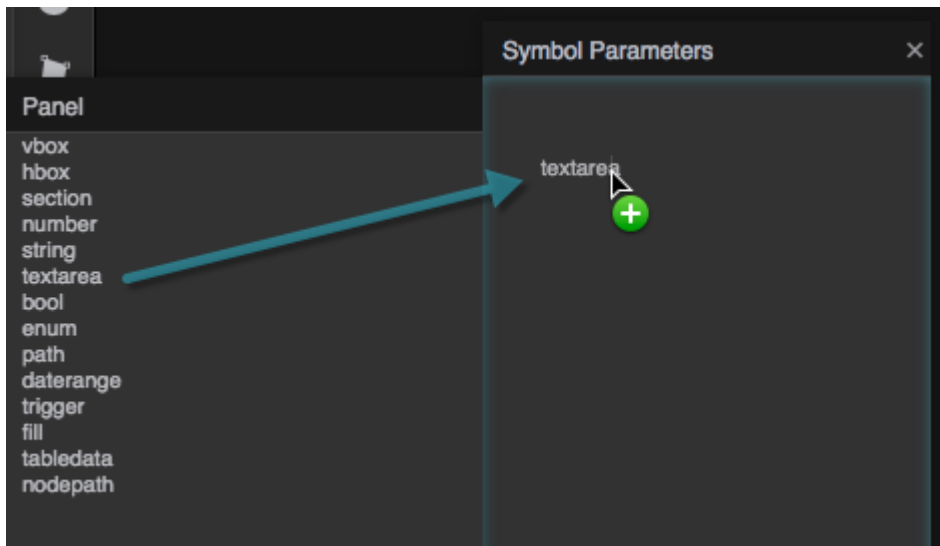 Symbol Parameters
Panel
vbox
hbox
section
number
string
textarea
bool
enum
path
daterange
trigger
fill
tabledata
nodepath
textarea